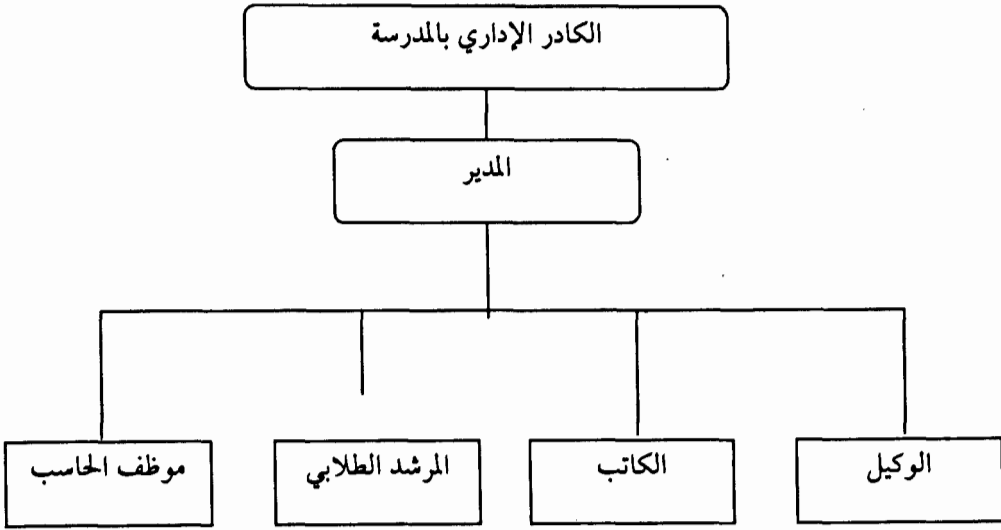 الكادر الإداري بالمدرسة
المدير
الوكيل
الكاتب
المرشد الطلابي
موظف الحاسب